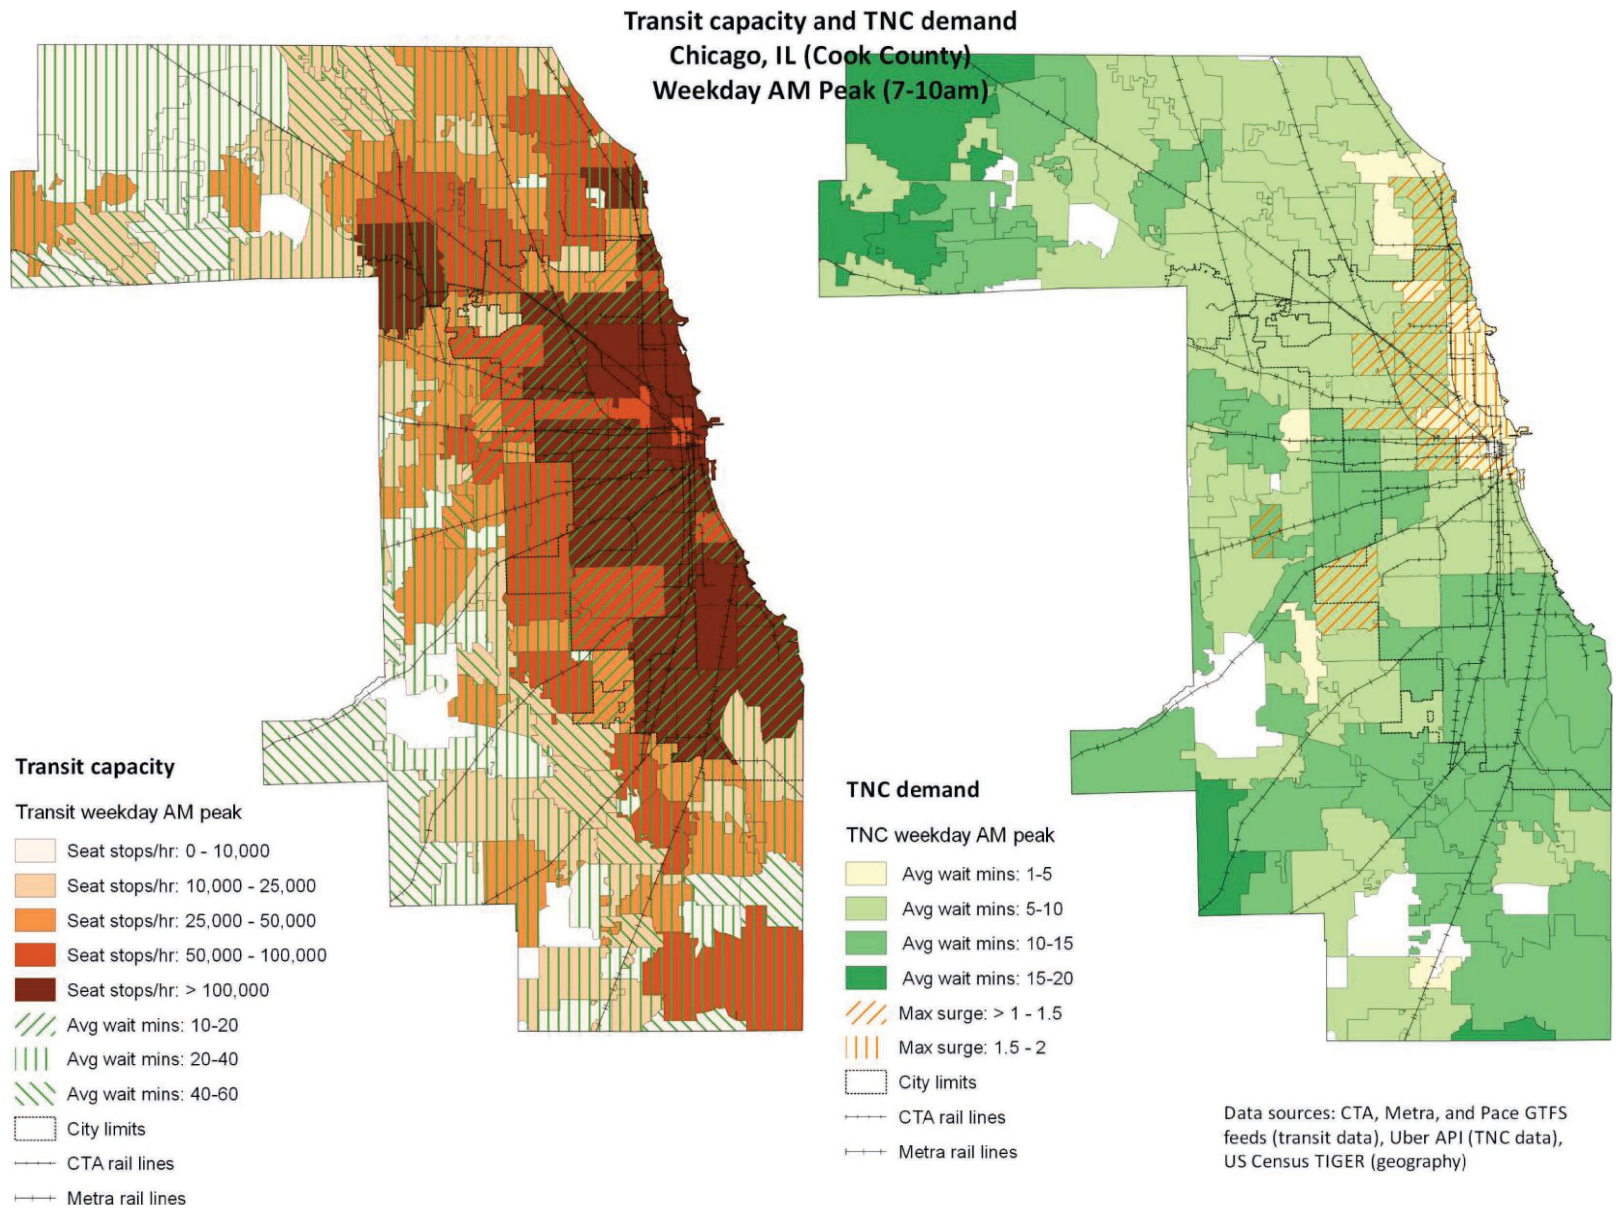 Transit capacity and TNC demand
Chicago, IL (Cook County)
Weekday AM Peak (7-10am)
Transit capacity
Transit weekday AM peak
Seat stops/hr: 0 - 10,000
Seat stops/hr: 10,000 - 25,000
Seat stops/hr: 25,000 - 50,000
Seat stops/hr: 50,000 - 100,000
Seat stops/hr: > 100,000
Avg wait mins: 10-20
Avg wait mins: 20-40
Avg wait mins: 40-60
City limits
CTA rail lines
Metra rail lines
TNC demand
TNC weekday AM peak
Avg wait mins: 1-5
Avg wait mins: 5-10
Avg wait mins: 10-15
Avg wait mins: 15-20
Max surge: > 1 - 1.5
Max surge: 1.5 - 2
City limits
CTA rail lines
Metra rail lines
Data sources: CTA, Metra, and Pace GTFS
feeds (transit data), Uber API (TNC data),
US Census TIGER (geography)